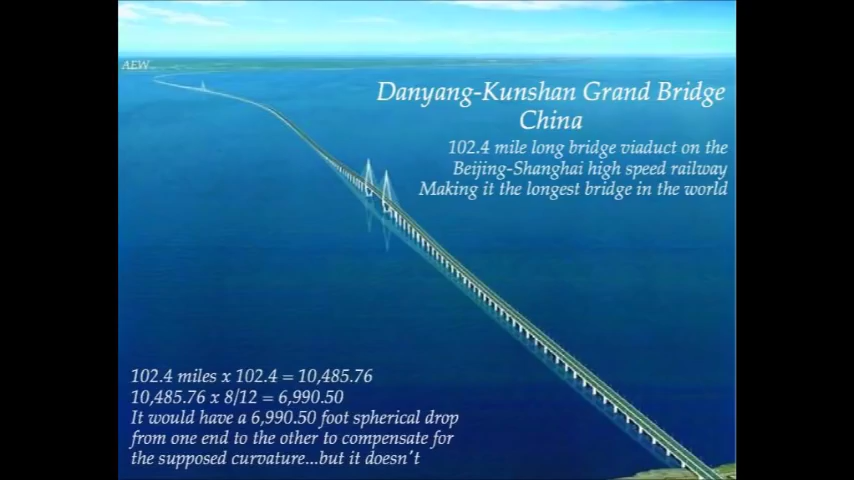 AEW
Danyang-Kunshan Grand Bridge
China
102.4 mile long bridge viaduct on the
Beijing-Shanghai high speed railway
Making it the longest bridge in the world
102.4 miles x 102.4 = 10,485.76
10,485.76 x 8/12 = 6,990.50
It would have a 6,990.50 foot spherical drop
from one end to the other to compensate for
the supposed curvature...but it doesn't